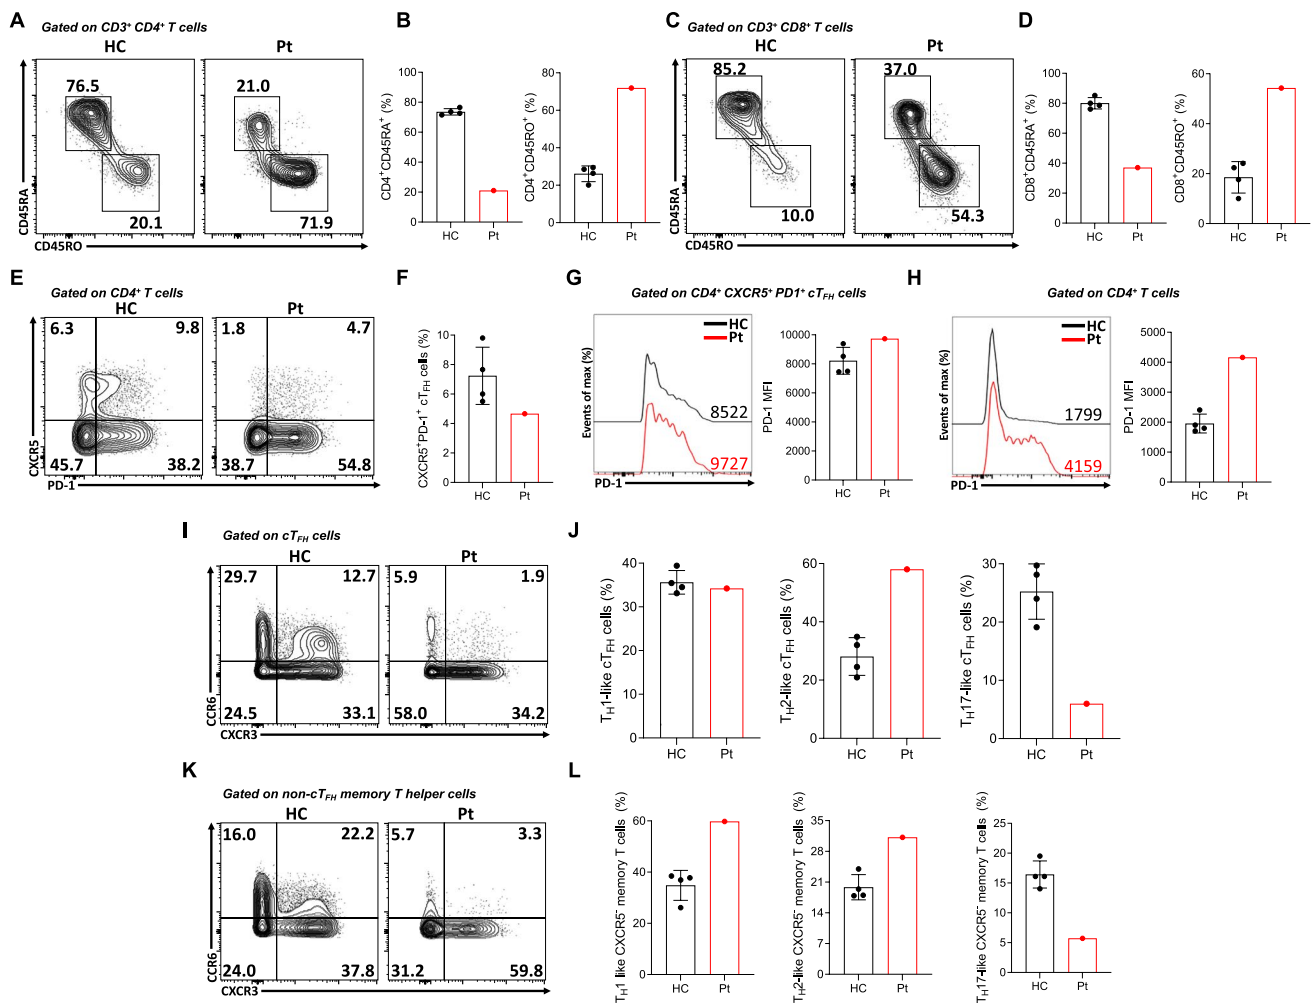 A
Gated on CD3⁺ CD4⁺ T cells
HC
Pt
76.5
20.1
21.0
71.9
CD45RA
CD45RO
B
CD4⁺CD45RA⁺ (%)
100
80
60
40
20
0
HC
Pt
CD4⁺CD45RO⁺ (%)
80
60
40
20
0
HC
Pt
C
Gated on CD3⁺ CD8⁺ T cells
HC
Pt
85.2
10.0
37.0
54.3
CD45RA
CD45RO
D
CD8⁺CD45RA⁺ (%)
100
80
60
40
20
0
HC
Pt
CD8⁺CD45RO⁺ (%)
60
40
20
0
HC
Pt
E
Gated on CD4⁺ T cells
HC
Pt
6.3
9.8
45.7
38.2
1.8
4.7
38.7
54.8
CXCR5
PD-1
F
CXCR5⁺PD-1⁺ cTFH cells (%)
10
8
6
4
2
0
HC
Pt
G
Gated on CD4⁺ CXCR5⁺ PD1⁺ cTFH cells
HC
Pt
8522
9727
Events of max (%)
PD-1
PD-1 MFI
10000
8000
6000
4000
2000
0
HC
Pt
H
Gated on CD4⁺ T cells
HC
Pt
1799
4159
Events of max (%)
PD-1
PD-1 MFI
5000
4000
3000
2000
1000
0
HC
Pt
I
Gated on cTFH cells
HC
Pt
29.7
12.7
24.5
33.1
5.9
1.9
58.0
34.2
CCR6
CXCR3
J
TH1-like cTFH cells (%)
40
30
20
10
0
HC
Pt
TH2-like cTFH cells (%)
60
40
20
0
HC
Pt
TH17-like cTFH cells (%)
30
20
10
0
HC
Pt
K
Gated on non-cTFH memory T helper cells
HC
Pt
16.0
22.2
24.0
37.8
5.7
3.3
31.2
59.8
CCR6
CXCR3
L
TH1 like CXCR5⁻ memory T cells (%)
60
40
20
0
HC
Pt
TH2-like CXCR5⁻ memory T cells (%)
35
28
21
14
7
0
HC
Pt
TH17-like CXCR5⁻ memory T cells (%)
25
20
15
10
5
0
HC
Pt